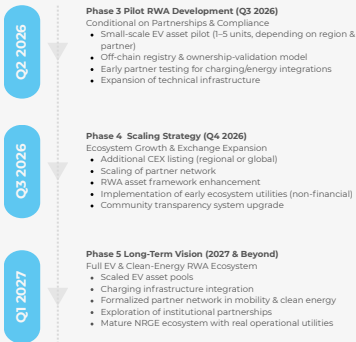 Q2 2026
Phase 3 Pilot RWA Development (Q3 2026)
Conditional on Partnerships & Compliance
• Small-scale EV asset pilot (1–5 units, depending on region &
partner)
• Off-chain registry & ownership-validation model
• Early partner testing for charging/energy integrations
• Expansion of technical infrastructure
Q3 2026
Phase 4 Scaling Strategy (Q4 2026)
Ecosystem Growth & Exchange Expansion
• Additional CEX listing (regional or global)
• Scaling of partner network
• RWA asset framework enhancement
• Implementation of early ecosystem utilities (non-financial)
• Community transparency system upgrade
Q1 2027
Phase 5 Long-Term Vision (2027 & Beyond)
Full EV & Clean-Energy RWA Ecosystem
• Scaled EV asset pools
• Charging infrastructure integration
• Formalized partner network in mobility & clean energy
• Exploration of institutional partnerships
• Mature NRGE ecosystem with real operational utilities